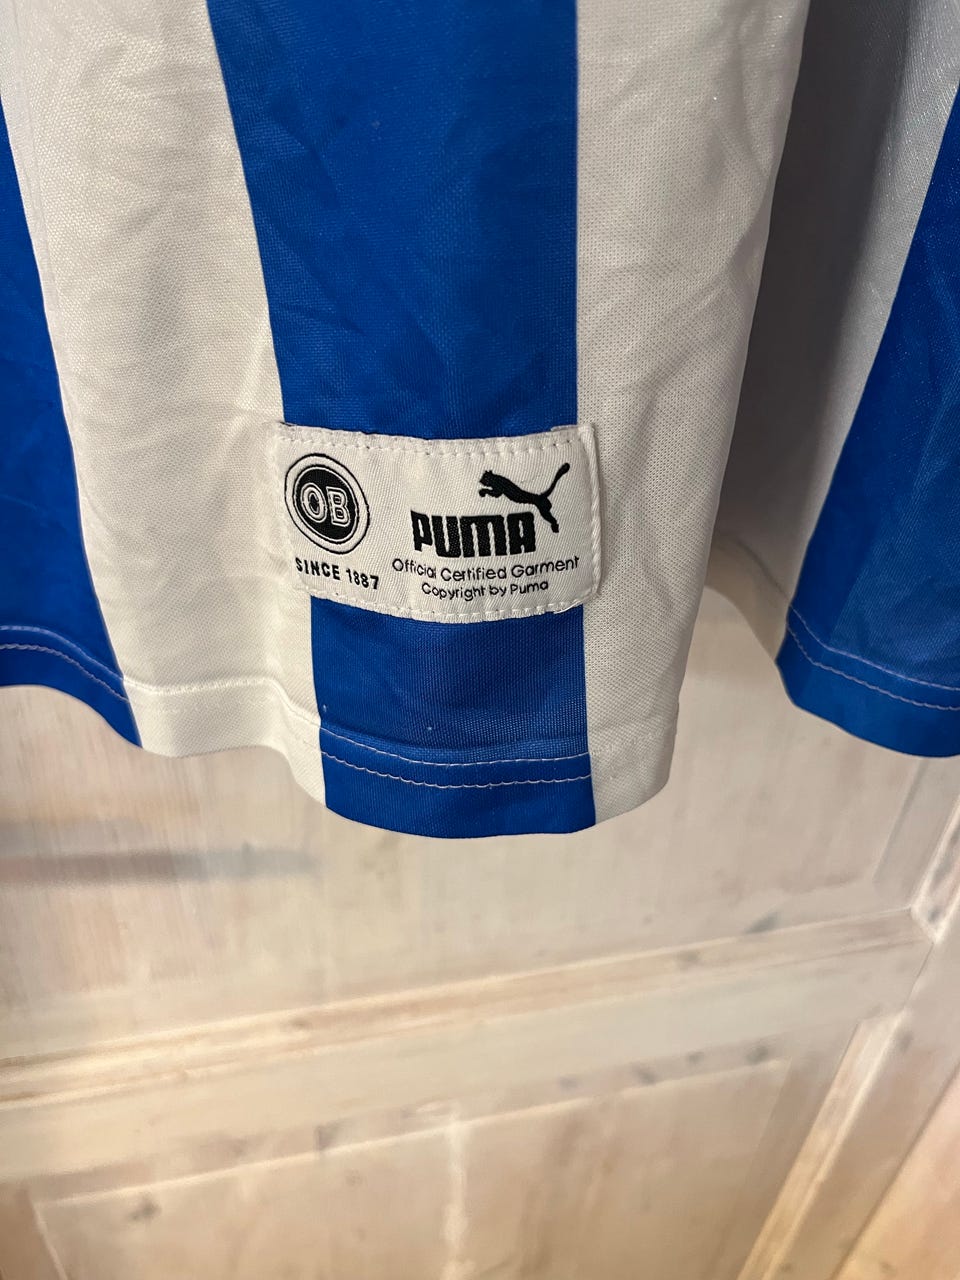 OB
SINCE 1887
PUMA
Official Certified Garment
Copyright by Puma